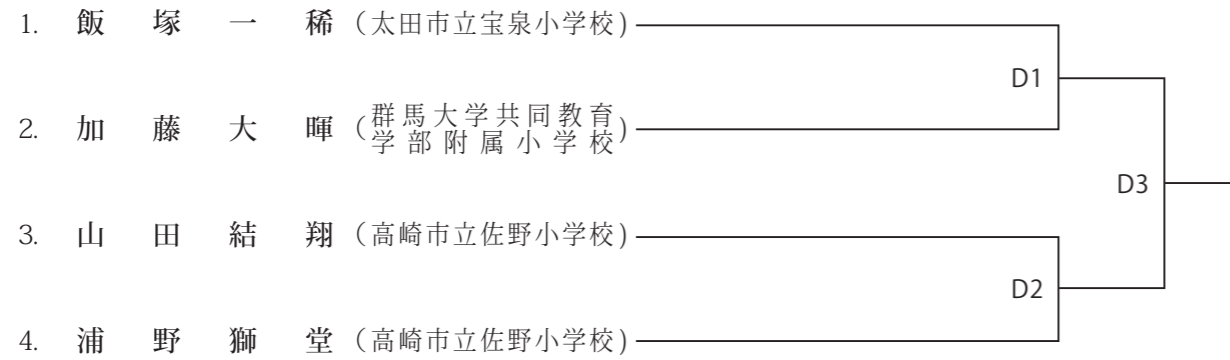 1. 飯塚一稀（太田市立宝泉小学校）
D1
2. 加藤大暉（群馬大学共同教育
学部附属小学校）
D3
3. 山田結翔（高崎市立佐野小学校）
D2
4. 浦野獅堂（高崎市立佐野小学校）